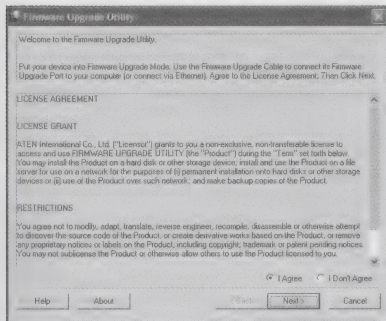 Firmware Upgrade Utility
Welcome to the Firmware Upgrade Utility.
Put your device into Firmware Upgrade Mode. Use the Firmware Upgrade Cable to connect its Firmware
Upgrade Port to your computer (or connect via Ethernet). Agree to the License Agreement. Then Click Next.
LICENSE AGREEMENT
LICENSE GRANT
ATEN International Co., Ltd. ("Licensor") grants to you a non-exclusive, non-transferable license to
access and use FIRMWARE UPGRADE UTILITY (the "Product") during the "Term" set forth below.
You may install the Product on a hard disk or other storage device; install and use the Product on a file
server for use on a network for the purposes of (i) permanent installation onto hard disks or other storage
devices or (ii) use of the Product over such network; and make backup copies of the Product.
RESTRICTIONS
You agree not to modify, adapt, translate, reverse engineer, decompile, disassemble or otherwise attempt
to discover the source code of the Product, or create derivative works based on the Product, or remove
any proprietary notices or labels on the Product, including copyright, trademark or patent pending notices.
You may not sublicense the Product or otherwise allow others to use the Product licensed to you.
I Agree I Don't Agree
Help About < Back Next > Cancel